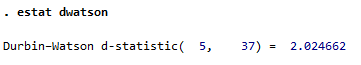 . estat dwatson
Durbin-Watson d-statistic(  5,    37) =  2.024662